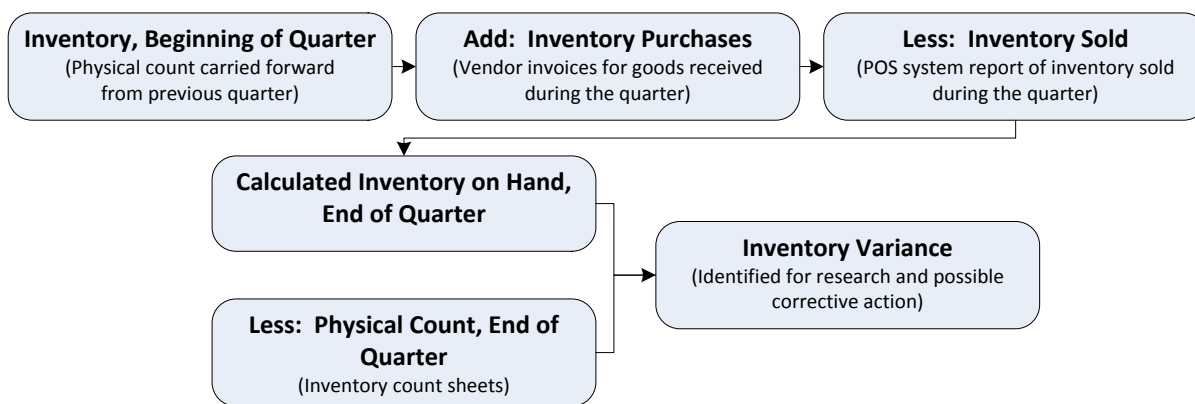 Inventory, Beginning of Quarter
(Physical count carried forward
from previous quarter)
Add:  Inventory Purchases
(Vendor invoices for goods received
during the quarter)
Less:  Inventory Sold
(POS system report of inventory sold
during the quarter)
Calculated Inventory on Hand,
End of Quarter
Inventory Variance
(Identified for research and possible
corrective action)
Less:  Physical Count, End of
Quarter
(Inventory count sheets)